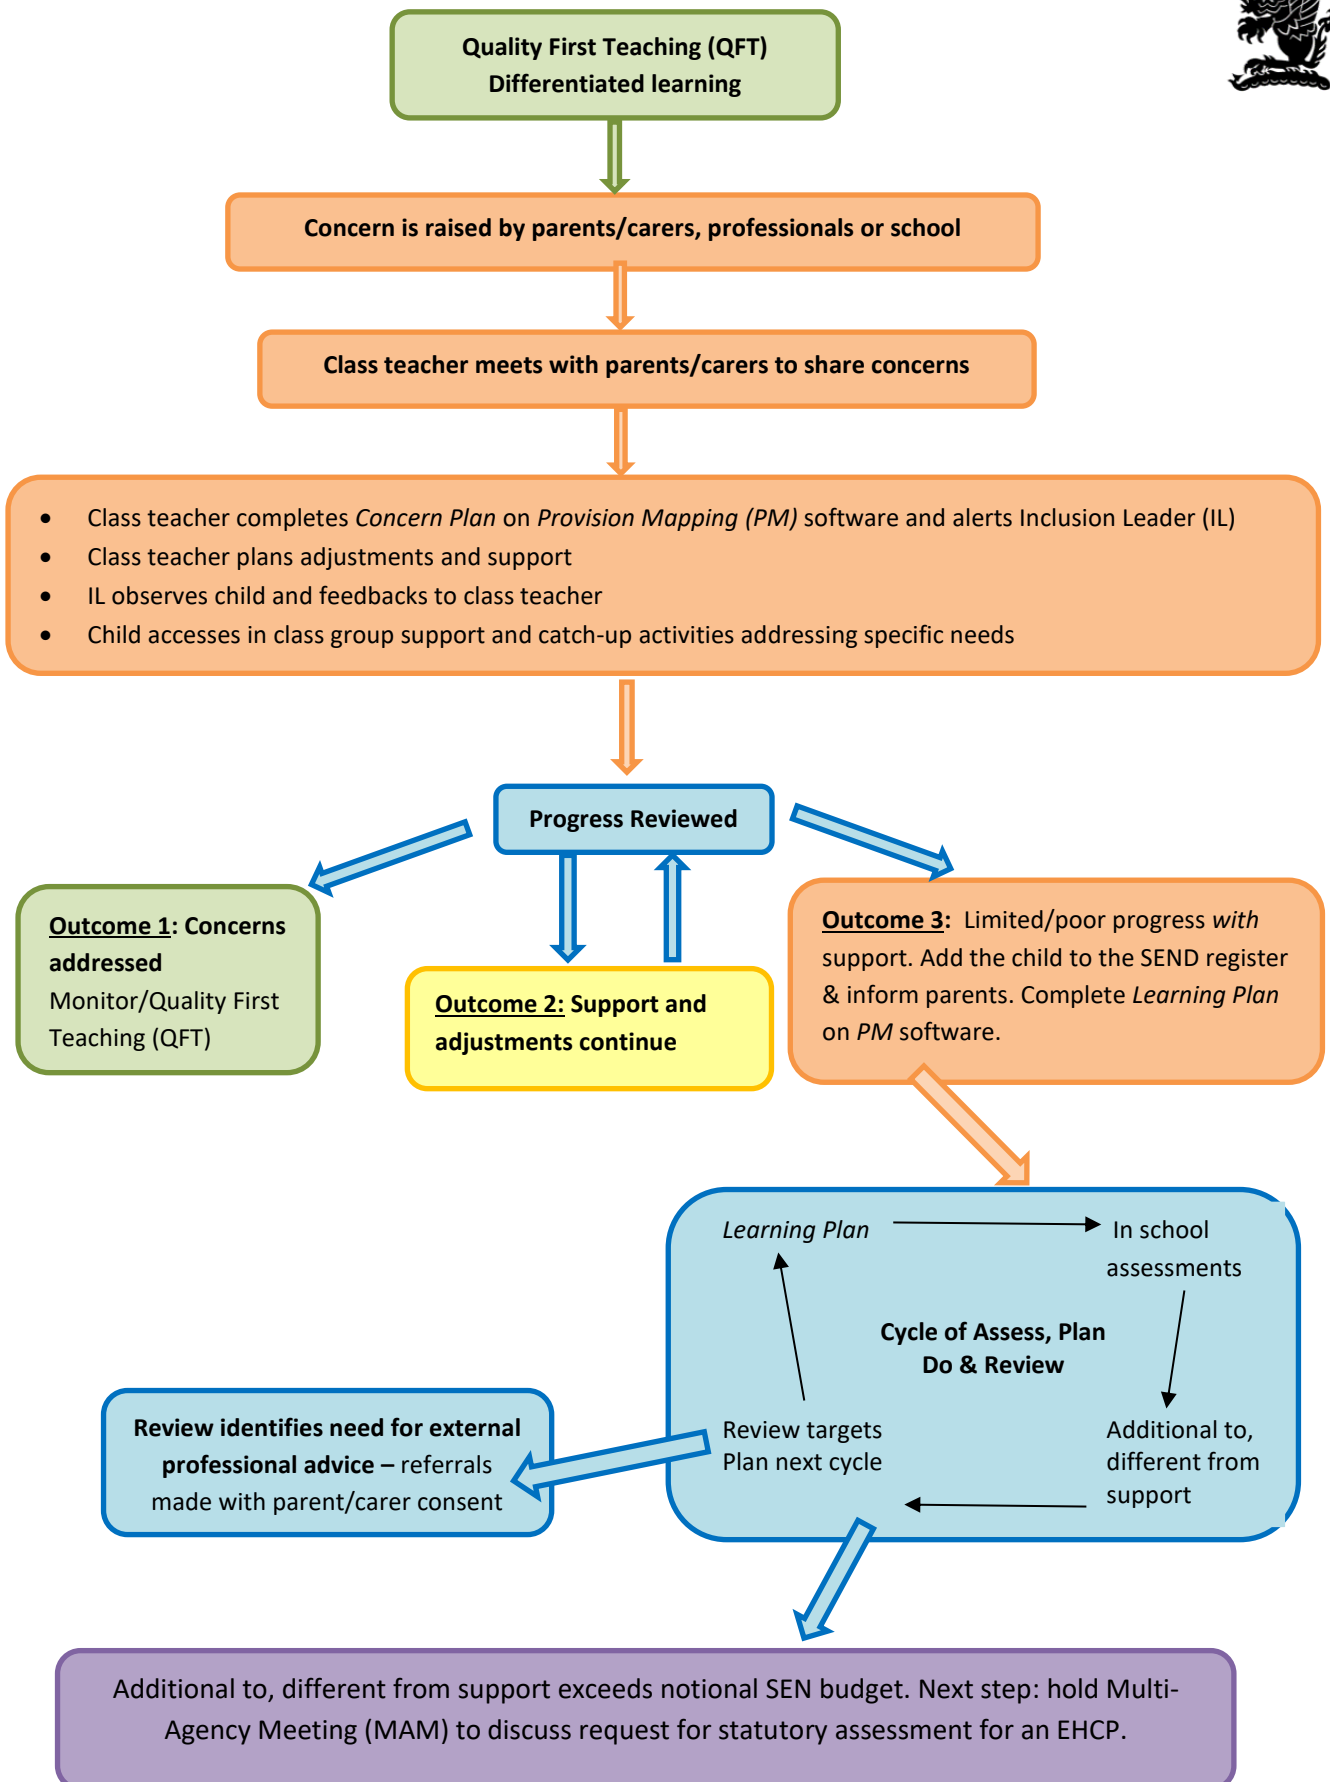 Quality First Teaching (QFT)
Differentiated learning
Concern is raised by parents/carers, professionals or school
Class teacher meets with parents/carers to share concerns
• Class teacher completes Concern Plan on Provision Mapping (PM) software and alerts Inclusion Leader (IL)
• Class teacher plans adjustments and support
• IL observes child and feedbacks to class teacher
• Child accesses in class group support and catch-up activities addressing specific needs
Progress Reviewed
Outcome 1: Concerns
addressed
Monitor/Quality First
Teaching (QFT)
Outcome 2: Support and
adjustments continue
Outcome 3: Limited/poor progress with
support. Add the child to the SEND register
& inform parents. Complete Learning Plan
on PM software.
Learning Plan
In school
assessments
Cycle of Assess, Plan
Do & Review
Additional to,
different from
support
Review targets
Plan next cycle
Review identifies need for external
professional advice – referrals
made with parent/carer consent
Additional to, different from support exceeds notional SEN budget. Next step: hold Multi-
Agency Meeting (MAM) to discuss request for statutory assessment for an EHCP.